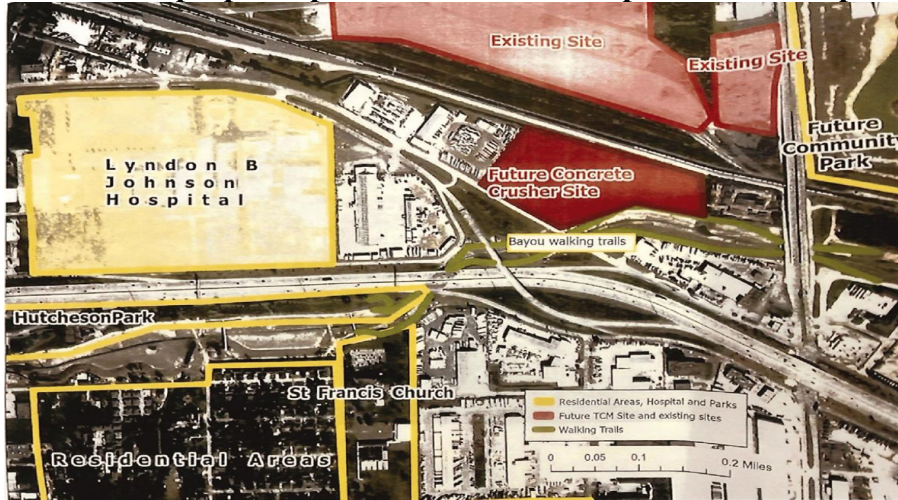 Existing Site
Existing Site
Future
Community
Park
Lyndon B
Johnson
Hospital
Future Concrete
Crusher Site
Bayou walking trails
HutchesonPark
St Francis Church
Residential Areas
Residential Areas, Hospital and Parks
Future TCM Site and existing sites
Walking Trails
0 0.05 0.1 0.2 Miles